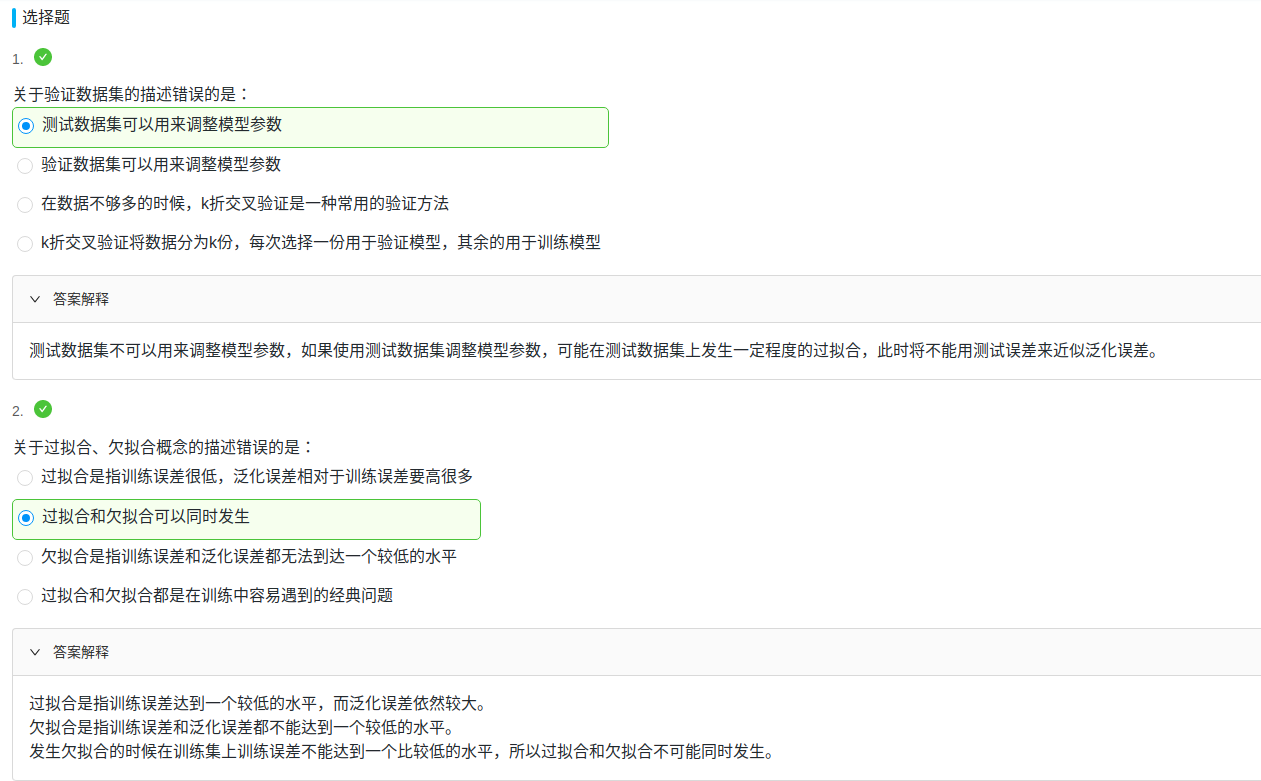 选择题
1.
关于验证数据集的描述错误的是：
测试数据集可以用来调整模型参数
验证数据集可以用来调整模型参数
在数据不够多的时候，k折交叉验证是一种常用的验证方法
k折交叉验证将数据分为k份，每次选择一份用于验证模型，其余的用于训练模型
答案解释
测试数据集不可以用来调整模型参数，如果使用测试数据集调整模型参数，可能在测试数据集上发生一定程度的过拟合，此时将不能用测试误差来近似泛化误差。
2.
关于过拟合、欠拟合概念的描述错误的是：
过拟合是指训练误差很低，泛化误差相对于训练误差要高很多
过拟合和欠拟合可以同时发生
欠拟合是指训练误差和泛化误差都无法到达一个较低的水平
过拟合和欠拟合都是在训练中容易遇到的经典问题
答案解释
过拟合是指训练误差达到一个较低的水平，而泛化误差依然较大。
欠拟合是指训练误差和泛化误差都不能达到一个较低的水平。
发生欠拟合的时候在训练集上训练误差不能达到一个比较低的水平，所以过拟合和欠拟合不可能同时发生。